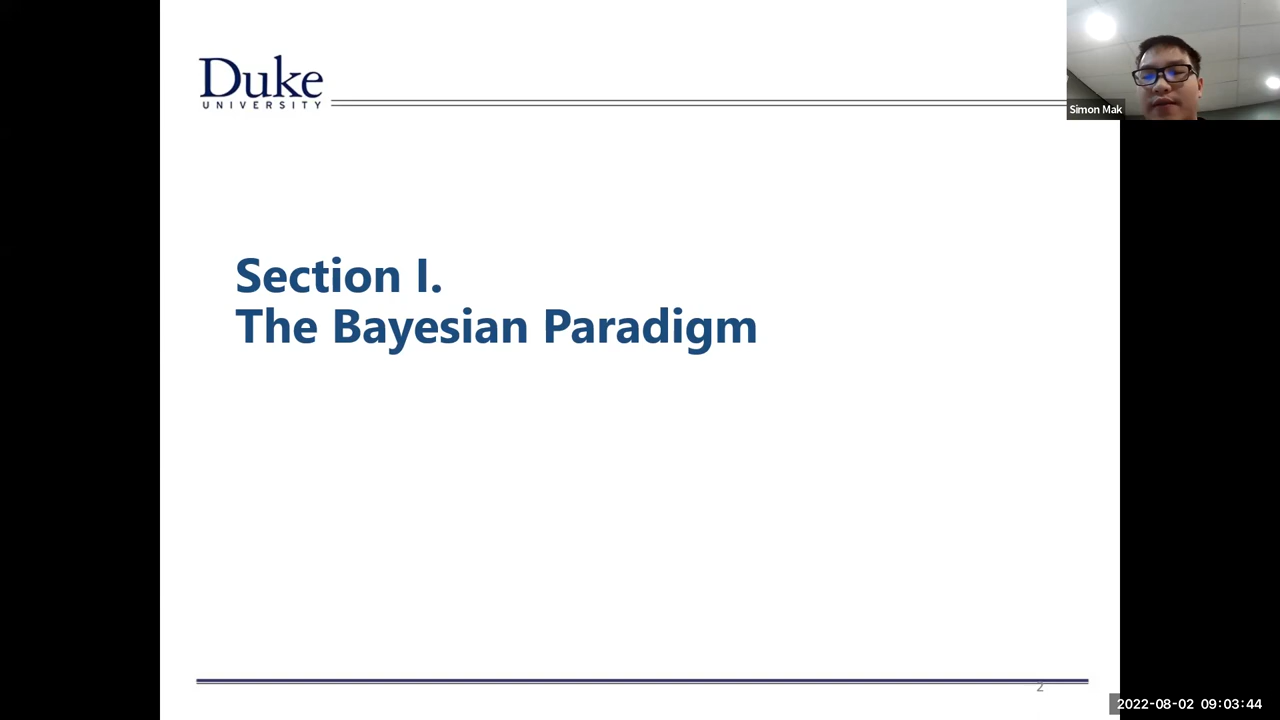 Duke
UNIVERSITY
Simon Mak
Section I.
The Bayesian Paradigm
2
2022-08-02 09:03:44